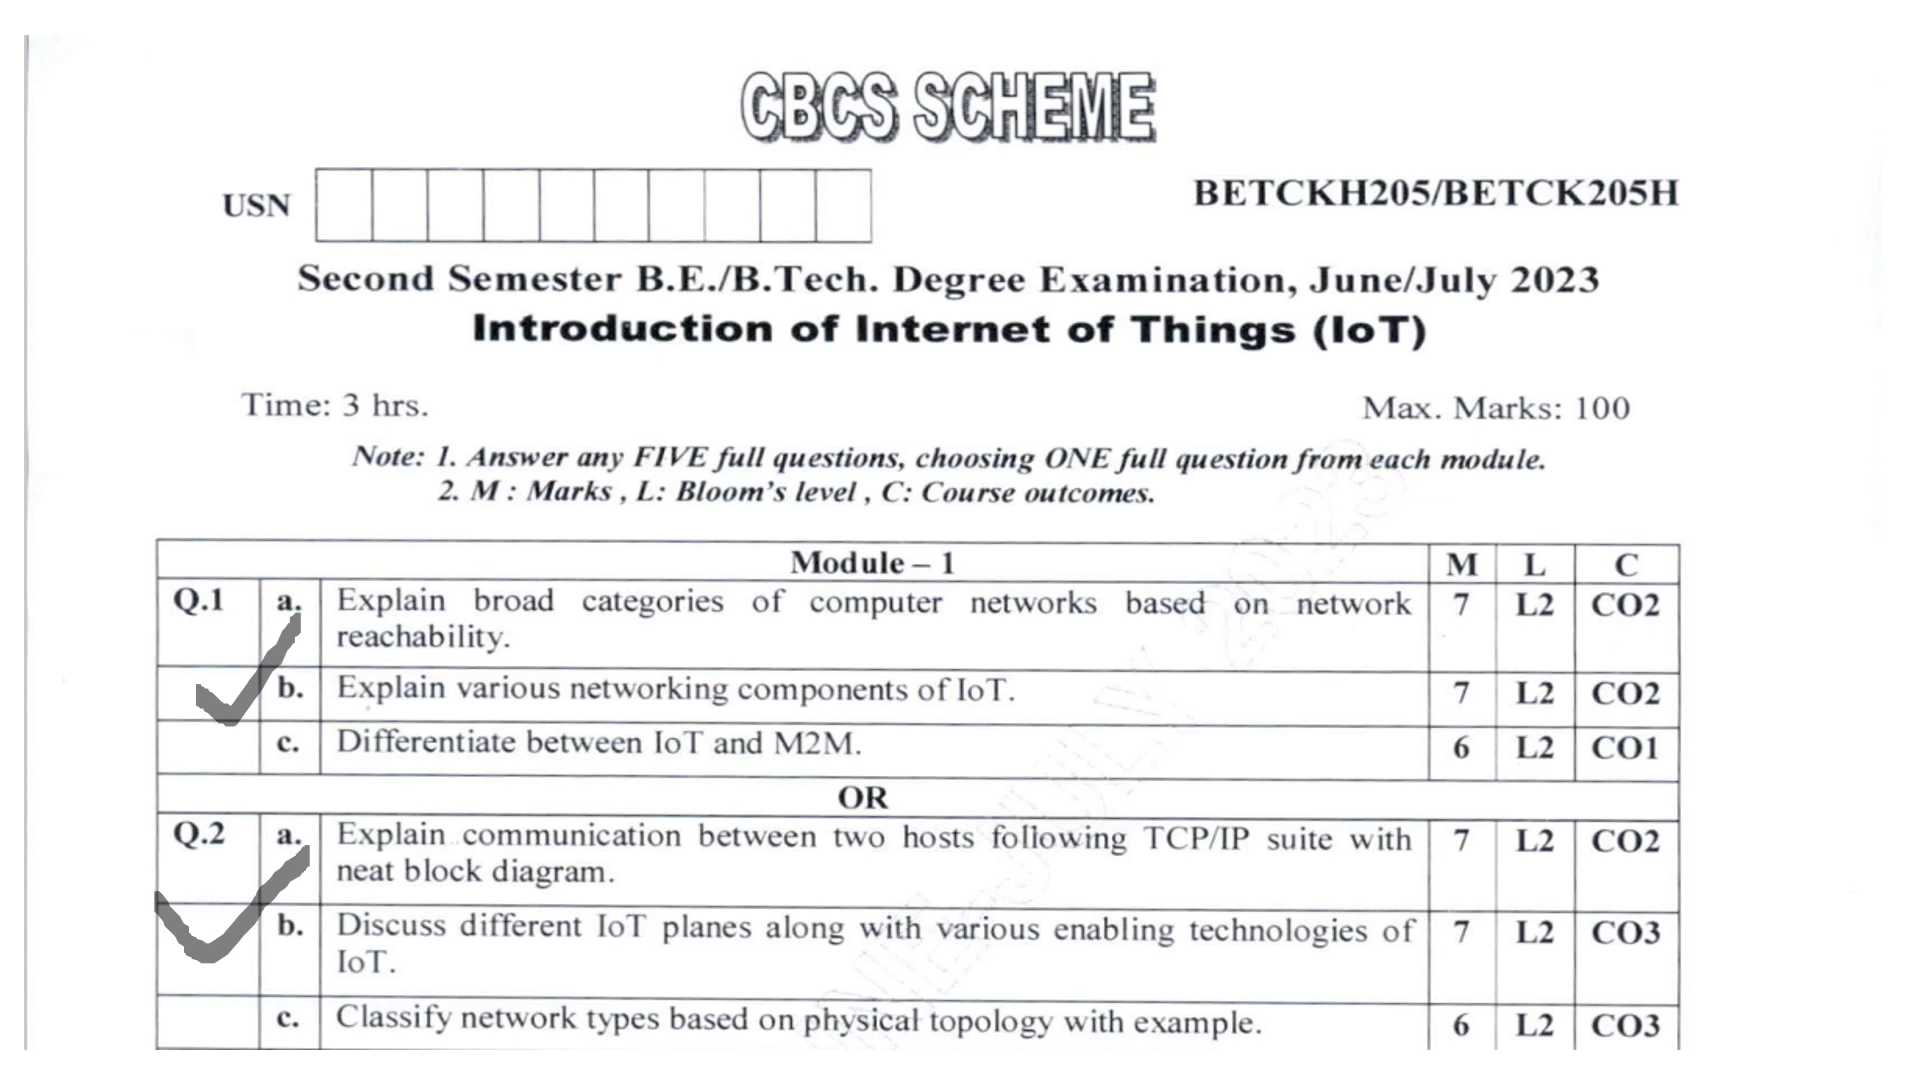 CBCS SCHEME
USN
BETCKH205/BETCK205H
Second Semester B.E./B.Tech. Degree Examination, June/July 2023
Introduction of Internet of Things (IoT)
Time: 3 hrs.
Max. Marks: 100
Note: 1. Answer any FIVE full questions, choosing ONE full question from each module.
2. M : Marks , L: Bloom's level , C: Course outcomes.
Module – 1 M L C
Q.1 a. Explain broad categories of computer networks based on network 7 L2 CO2
reachability.
b. Explain various networking components of IoT. 7 L2 CO2
c. Differentiate between IoT and M2M. 6 L2 CO1
OR
Q.2 a. Explain communication between two hosts following TCP/IP suite with 7 L2 CO2
neat block diagram.
b. Discuss different IoT planes along with various enabling technologies of 7 L2 CO3
IoT.
c. Classify network types based on physical topology with example. 6 L2 CO3